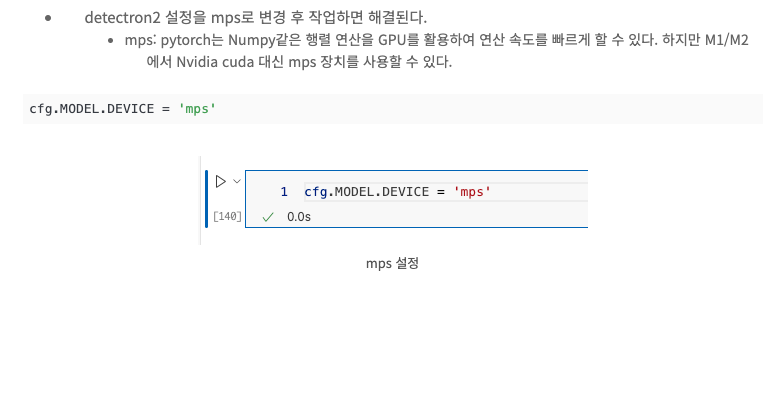 detectron2 설정을 mps로 변경 후 작업하면 해결된다.
mps: pytorch는 Numpy같은 행렬 연산을 GPU를 활용하여 연산 속도를 빠르게 할 수 있다. 하지만 M1/M2
에서 Nvidia cuda 대신 mps 장치를 사용할 수 있다.
cfg.MODEL.DEVICE = 'mps'
1 cfg.MODEL.DEVICE = 'mps'
[140] 0.0s
mps 설정